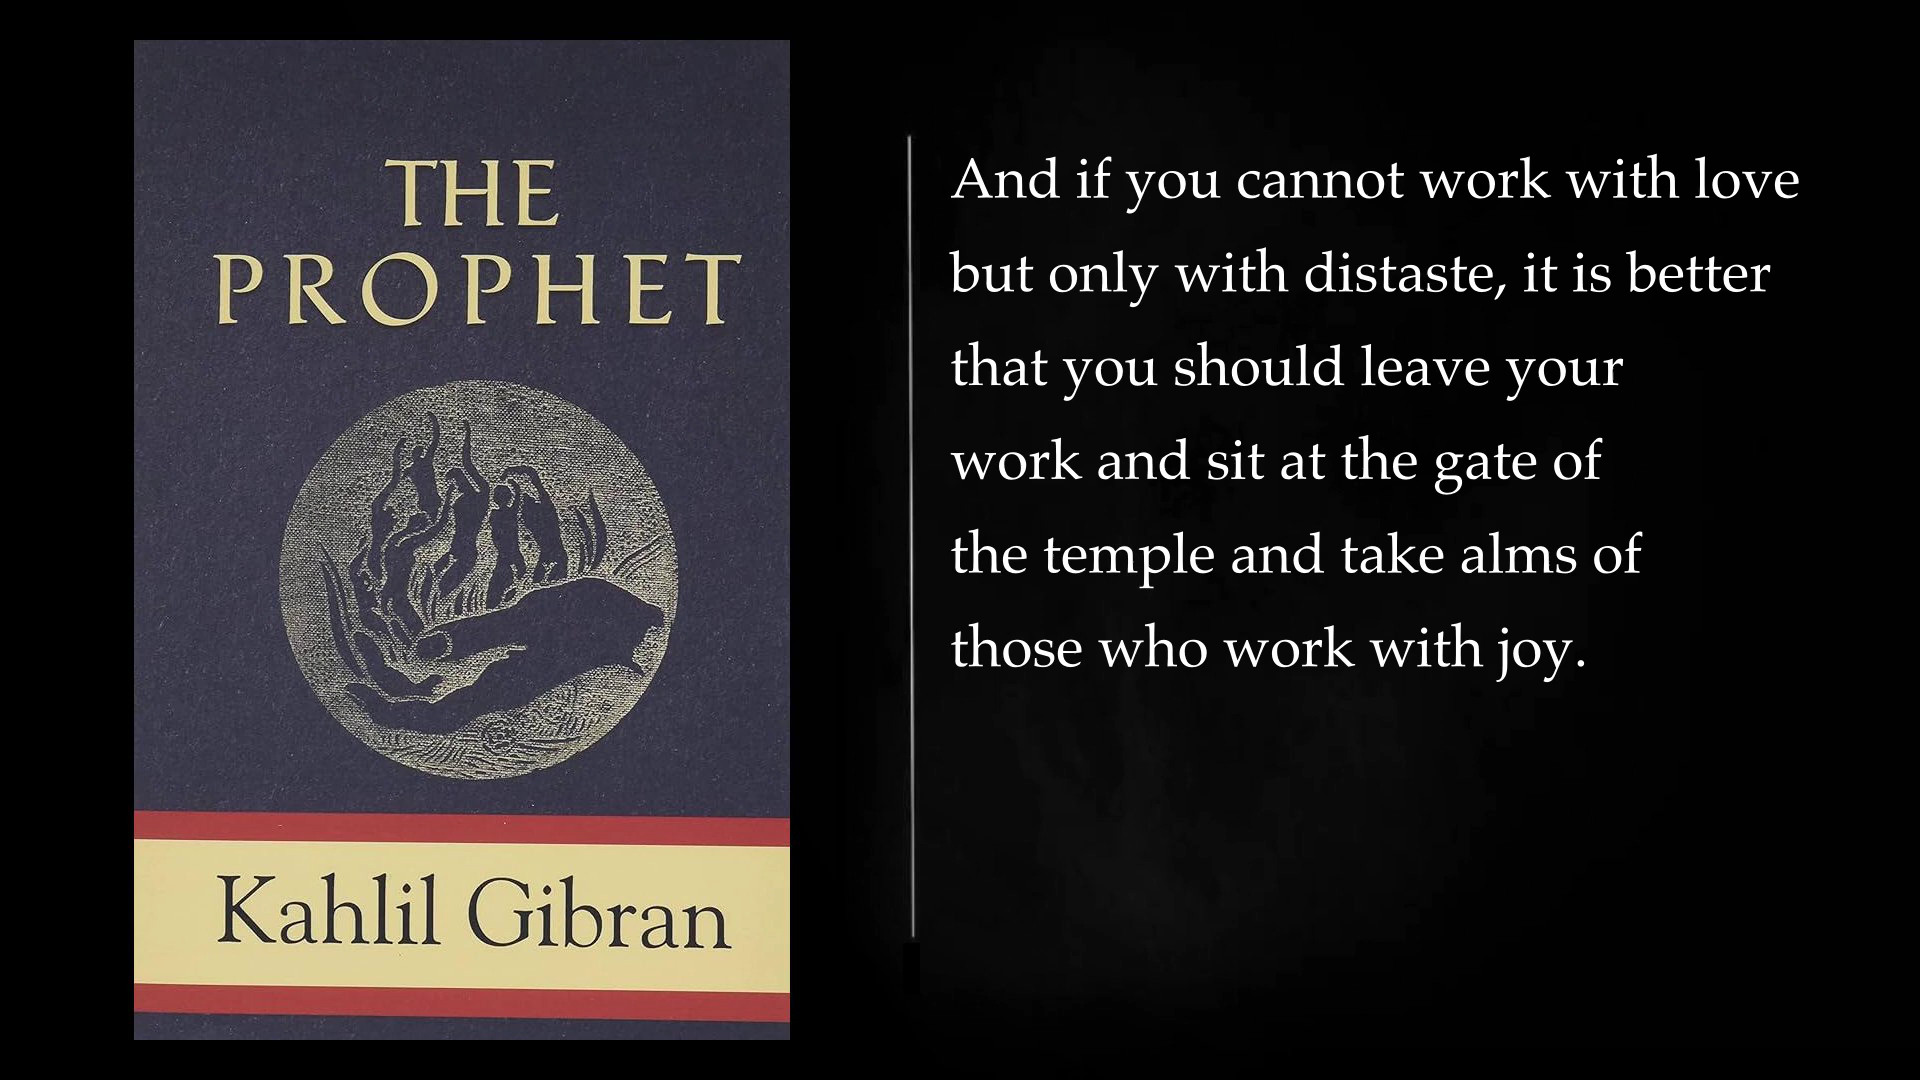 THE
PROPHET
Kahlil Gibran
And if you cannot work with love
but only with distaste, it is better
that you should leave your
work and sit at the gate of
the temple and take alms of
those who work with joy.